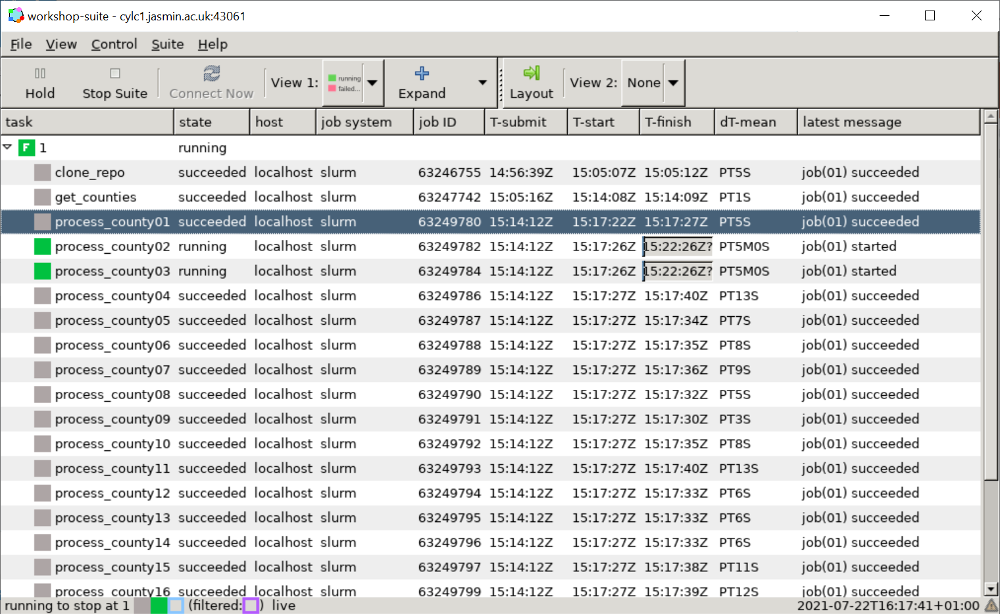 workshop-suite - cylc1.jasmin.ac.uk:43061
File View Control Suite Help
Hold Stop Suite Connect Now View 1: running failed... Expand Layout View 2: None
task state host job system job ID T-submit T-start T-finish dT-mean latest message
F 1 running
clone_repo succeeded localhost slurm 63246755 14:56:39Z 15:05:07Z 15:05:12Z PT5S job(01) succeeded
get_counties succeeded localhost slurm 63247742 15:05:16Z 15:14:08Z 15:14:09Z PT1S job(01) succeeded
process_county01 succeeded localhost slurm 63249780 15:14:12Z 15:17:22Z 15:17:27Z PT5S job(01) succeeded
process_county02 running localhost slurm 63249782 15:14:12Z 15:17:26Z 15:22:26Z? PT5M0S job(01) started
process_county03 running localhost slurm 63249784 15:14:12Z 15:17:26Z 15:22:26Z? PT5M0S job(01) started
process_county04 succeeded localhost slurm 63249786 15:14:12Z 15:17:27Z 15:17:40Z PT13S job(01) succeeded
process_county05 succeeded localhost slurm 63249787 15:14:12Z 15:17:27Z 15:17:34Z PT7S job(01) succeeded
process_county06 succeeded localhost slurm 63249788 15:14:12Z 15:17:27Z 15:17:35Z PT8S job(01) succeeded
process_county07 succeeded localhost slurm 63249789 15:14:12Z 15:17:27Z 15:17:36Z PT9S job(01) succeeded
process_county08 succeeded localhost slurm 63249790 15:14:12Z 15:17:27Z 15:17:32Z PT5S job(01) succeeded
process_county09 succeeded localhost slurm 63249791 15:14:12Z 15:17:27Z 15:17:30Z PT3S job(01) succeeded
process_county10 succeeded localhost slurm 63249792 15:14:12Z 15:17:27Z 15:17:35Z PT8S job(01) succeeded
process_county11 succeeded localhost slurm 63249793 15:14:12Z 15:17:27Z 15:17:40Z PT13S job(01) succeeded
process_county12 succeeded localhost slurm 63249794 15:14:12Z 15:17:27Z 15:17:33Z PT6S job(01) succeeded
process_county13 succeeded localhost slurm 63249795 15:14:12Z 15:17:27Z 15:17:33Z PT6S job(01) succeeded
process_county14 succeeded localhost slurm 63249796 15:14:12Z 15:17:27Z 15:17:33Z PT6S job(01) succeeded
process_county15 succeeded localhost slurm 63249797 15:14:12Z 15:17:27Z 15:17:38Z PT11S job(01) succeeded
process_county16 succeeded localhost slurm 63249799 15:14:12Z 15:17:27Z 15:17:39Z PT12S job(01) succeeded
running to stop at 1 (filtered: ) live 2021-07-22T16:17:41+01:00